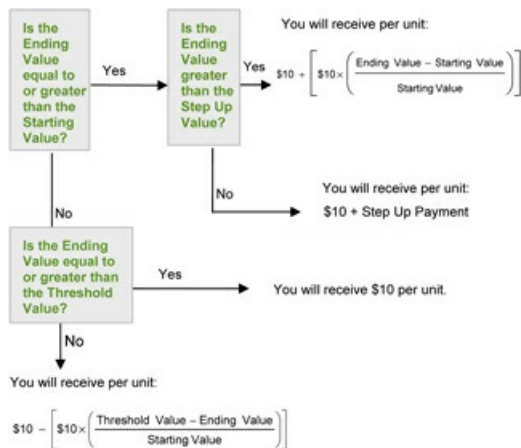 Is the
Ending
Value
equal to
or greater
than the
Starting
Value?
Yes
Is the
Ending
Value
greater
than the
Step Up
Value?
Yes
You will receive per unit:
$10 + [ $10 × ( Ending Value – Starting Value / Starting Value ) ]
No
You will receive per unit:
$10 + Step Up Payment
No
Is the Ending
Value equal to
or greater than
the Threshold
Value?
Yes
You will receive $10 per unit.
No
You will receive per unit:
$10 – [ $10 × ( Threshold Value – Ending Value / Starting Value ) ]